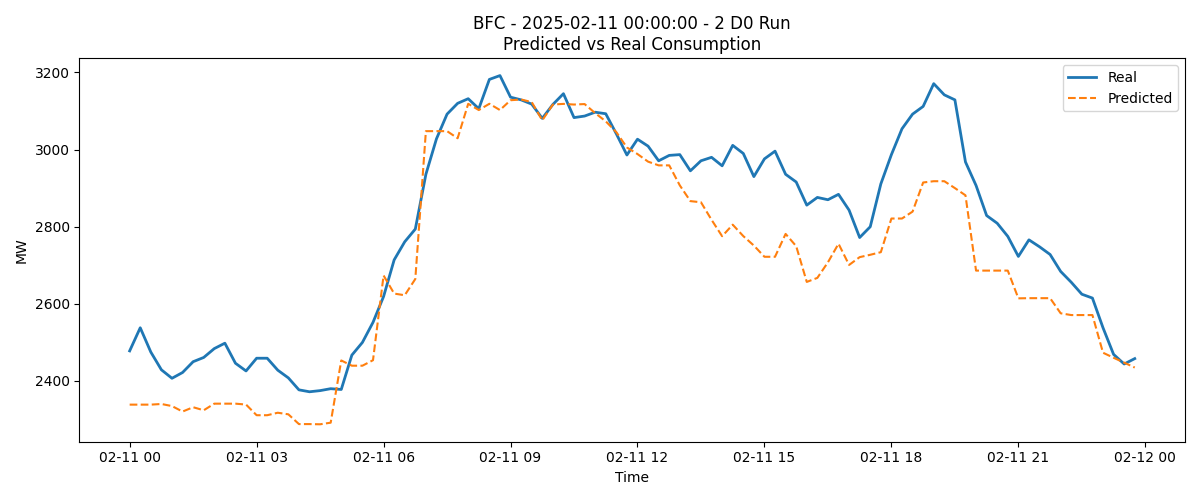 BFC - 2025-02-11 00:00:00 - 2 D0 Run
Predicted vs Real Consumption
Real
Predicted
MW
3200
3000
2800
2600
2400
02-11 00
02-11 03
02-11 06
02-11 09
02-11 12
02-11 15
02-11 18
02-11 21
02-12 00
Time